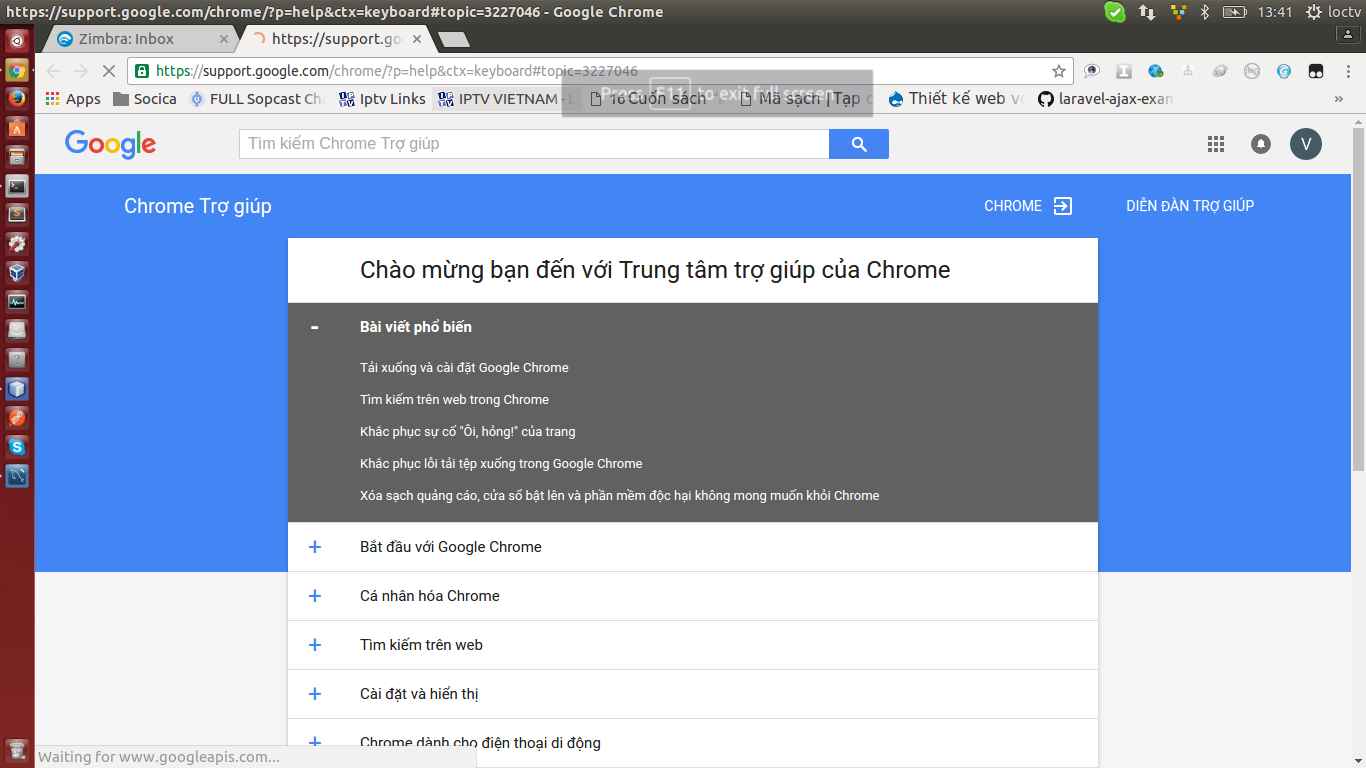 https://support.google.com/chrome/?p=help&ctx=keyboard#topic=3227046 - Google Chrome
13:41
loctv
Zimbra: Inbox
https://support.go
https://support.google.com/chrome/?p=help&ctx=keyboard#topic=3227046
Press F11 to exit full screen
Apps
Socica
FULL Sopcast Ch
Iptv Links
IPTV VIETNAM - L
16 Cuốn sách
Mã sạch | Tạp c
Thiết kế web vớ
laravel-ajax-exam
»
Google
Tìm kiếm Chrome Trợ giúp
V
Chrome Trợ giúp
CHROME
DIỄN ĐÀN TRỢ GIÚP
Chào mừng bạn đến với Trung tâm trợ giúp của Chrome
- Bài viết phổ biến
Tải xuống và cài đặt Google Chrome
Tìm kiếm trên web trong Chrome
Khắc phục sự cố "Ôi, hỏng!" của trang
Khắc phục lỗi tải tệp xuống trong Google Chrome
Xóa sạch quảng cáo, cửa sổ bật lên và phần mềm độc hại không mong muốn khỏi Chrome
+ Bắt đầu với Google Chrome
+ Cá nhân hóa Chrome
+ Tìm kiếm trên web
+ Cài đặt và hiển thị
+ Chrome dành cho điện thoại di động
Waiting for www.googleapis.com...